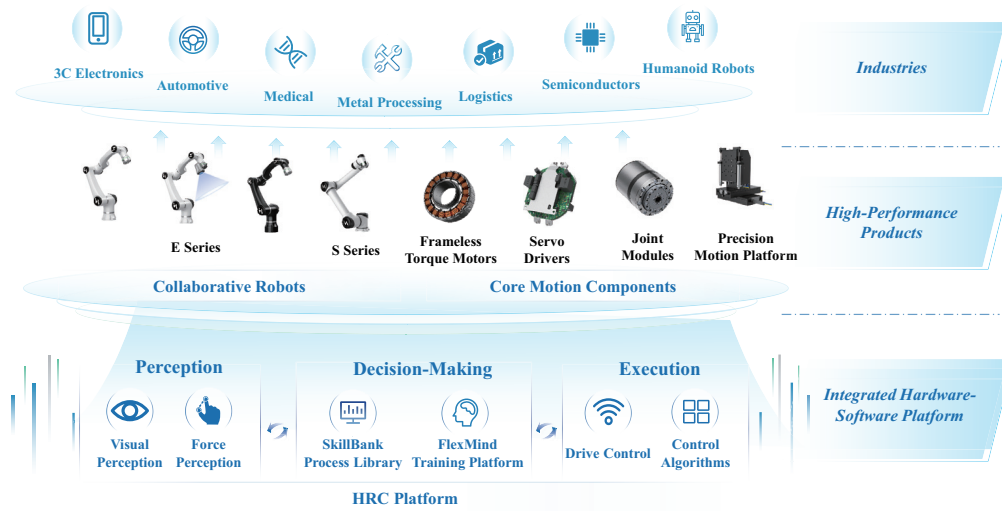 3C Electronics
Automotive
Medical
Metal Processing
Logistics
Semiconductors
Humanoid Robots
Industries
E Series
S Series
Frameless
Torque Motors
Servo
Drivers
Joint
Modules
Precision
Motion Platform
High-Performance
Products
Collaborative Robots
Core Motion Components
Perception
Visual
Perception
Force
Perception
Decision-Making
SkillBank
Process Library
FlexMind
Training Platform
Execution
Drive Control
Control
Algorithms
Integrated Hardware-
Software Platform
HRC Platform